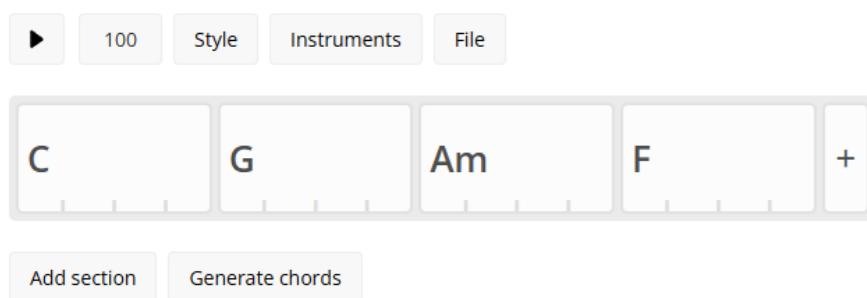 100 Style Instruments File
C G Am F +
Add section Generate chords